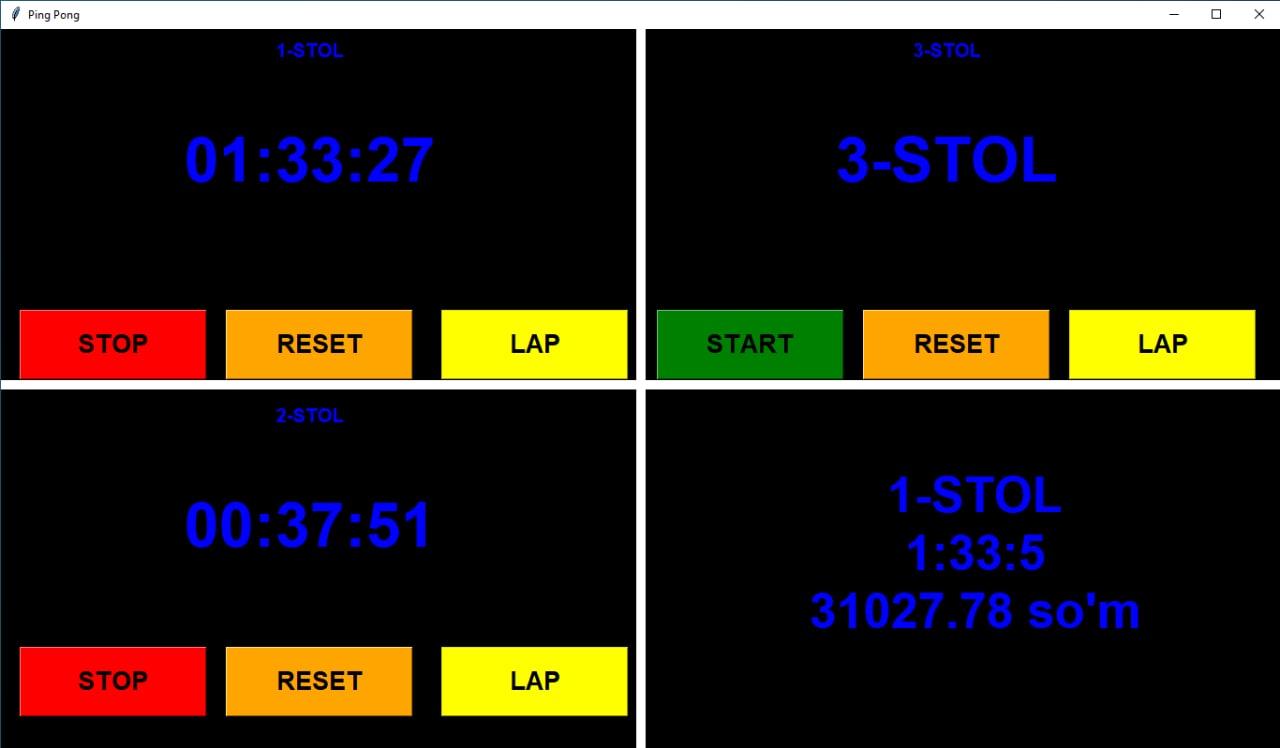 Ping Pong
1-STOL
01:33:27
STOP
RESET
LAP
3-STOL
3-STOL
START
RESET
LAP
2-STOL
00:37:51
STOP
RESET
LAP
1-STOL
1:33:5
31027.78 so'm